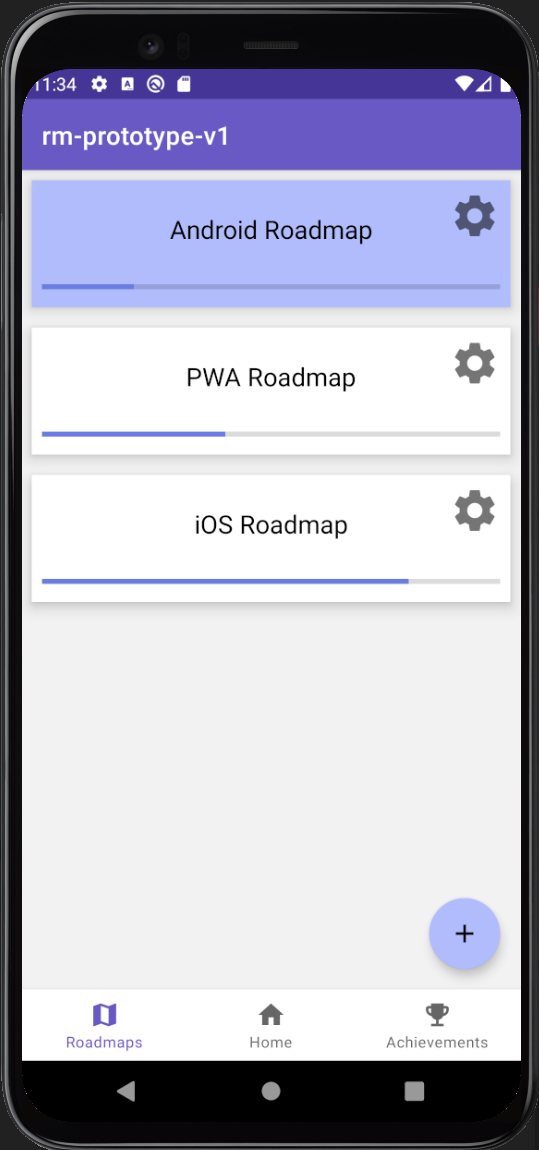 11:34
rm-prototype-v1
Android Roadmap
PWA Roadmap
iOS Roadmap
+
Roadmaps
Home
Achievements